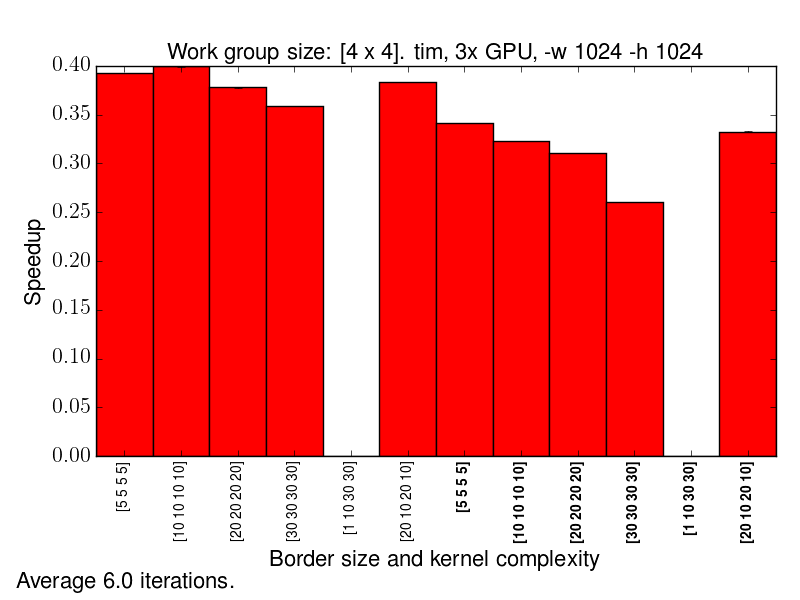 Work group size: [4 x 4]. tim, 3x GPU, -w 1024 -h 1024
0.40
0.35
0.30
0.25
0.20
0.15
0.10
0.05
0.00
Speedup
[5 5 5 5]
[10 10 10 10]
[20 20 20 20]
[30 30 30 30]
[1 10 30 30]
[20 10 20 10]
[5 5 5 5]
[10 10 10 10]
[20 20 20 20]
[30 30 30 30]
[1 10 30 30]
[20 10 20 10]
Border size and kernel complexity
Average 6.0 iterations.